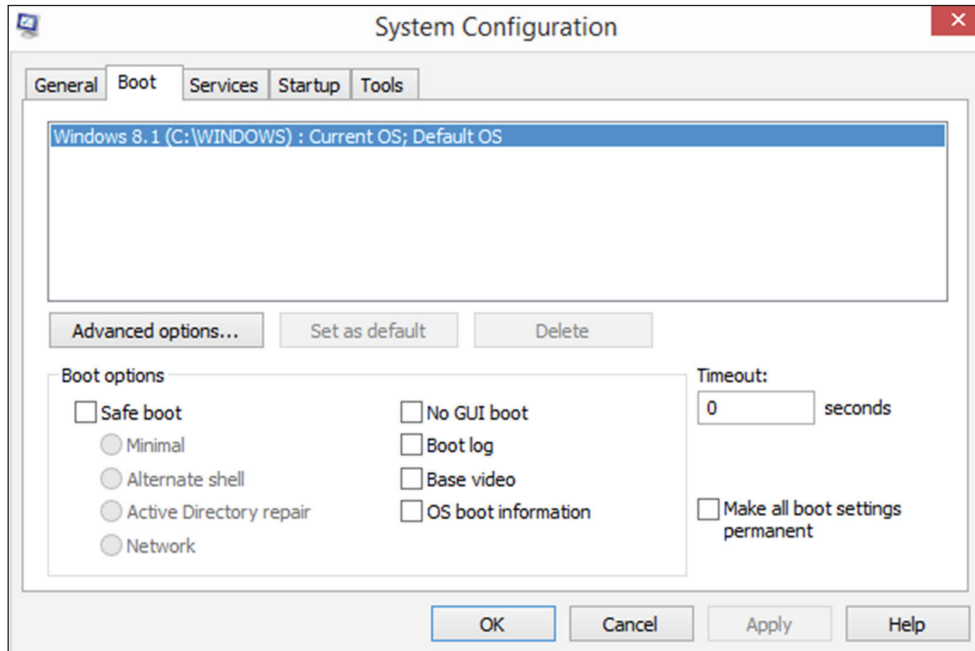 System Configuration
General Boot Services Startup Tools
Windows 8.1 (C:\WINDOWS) : Current OS; Default OS
Advanced options... Set as default Delete
Boot options
Safe boot
Minimal
Alternate shell
Active Directory repair
Network
No GUI boot
Boot log
Base video
OS boot information
Timeout:
0 seconds
Make all boot settings
permanent
OK Cancel Apply Help